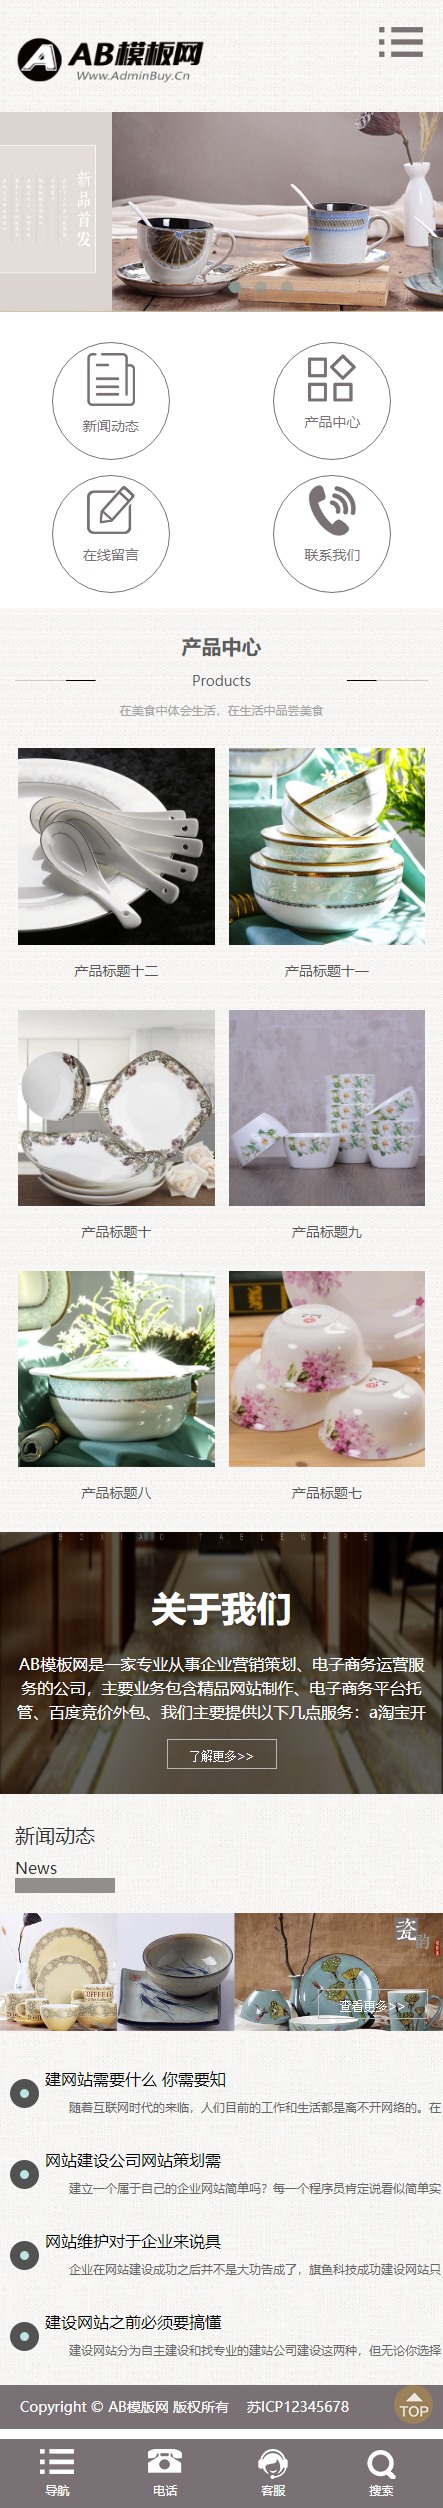 AB模板网
Www.AdminBuy.Cn
新品首发
新闻动态
产品中心
在线留言
联系我们
产品中心
Products
在美食中体会生活，在生活中品尝美食
产品标题十二
产品标题十一
产品标题十
产品标题九
产品标题八
产品标题七
TABLEWARE
关于我们
AB模板网是一家专业从事企业营销策划、电子商务运营服
务的公司，主要业务包含精品网站制作、电子商务平台托
管、百度竞价外包、我们主要提供以下几点服务：a淘宝开
了解更多>>
新闻动态
News
瓷韵
查看更多>>
建网站需要什么 你需要知
随着互联网时代的来临，人们目前的工作和生活都是离不开网络的。在
网站建设公司网站策划需
建立一个属于自己的企业网站简单吗？每一个程序员肯定说看似简单实
网站维护对于企业来说具
企业在网站建设成功之后并不是大功告成了，旗鱼科技成功建设网站只
建设网站之前必须要搞懂
建设网站分为自主建设和找专业的建站公司建设这两种，但无论你选择
Copyright © AB模版网 版权所有 苏ICP12345678
TOP
导航
电话
客服
搜索